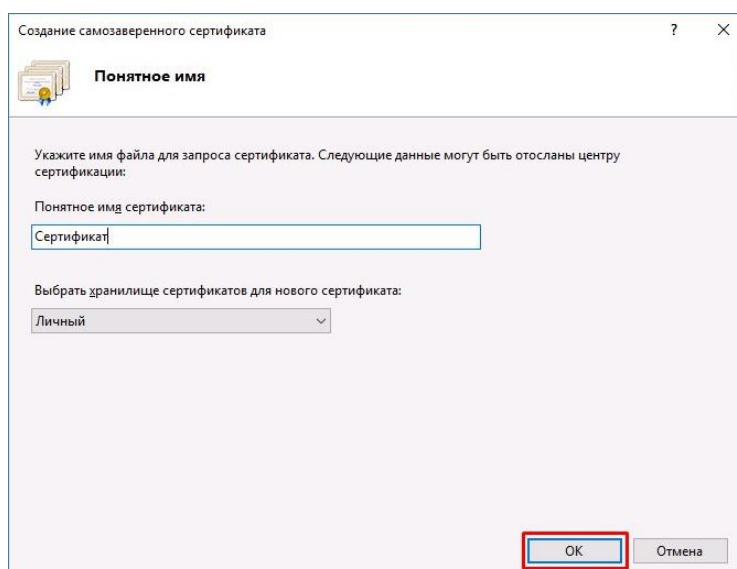 Создание самозаверенного сертификата
?
Понятное имя
Укажите имя файла для запроса сертификата. Следующие данные могут быть отосланы центру
сертификации:
Понятное имя сертификата:
Сертификат
Выбрать хранилище сертификатов для нового сертификата:
Личный
OK
Отмена